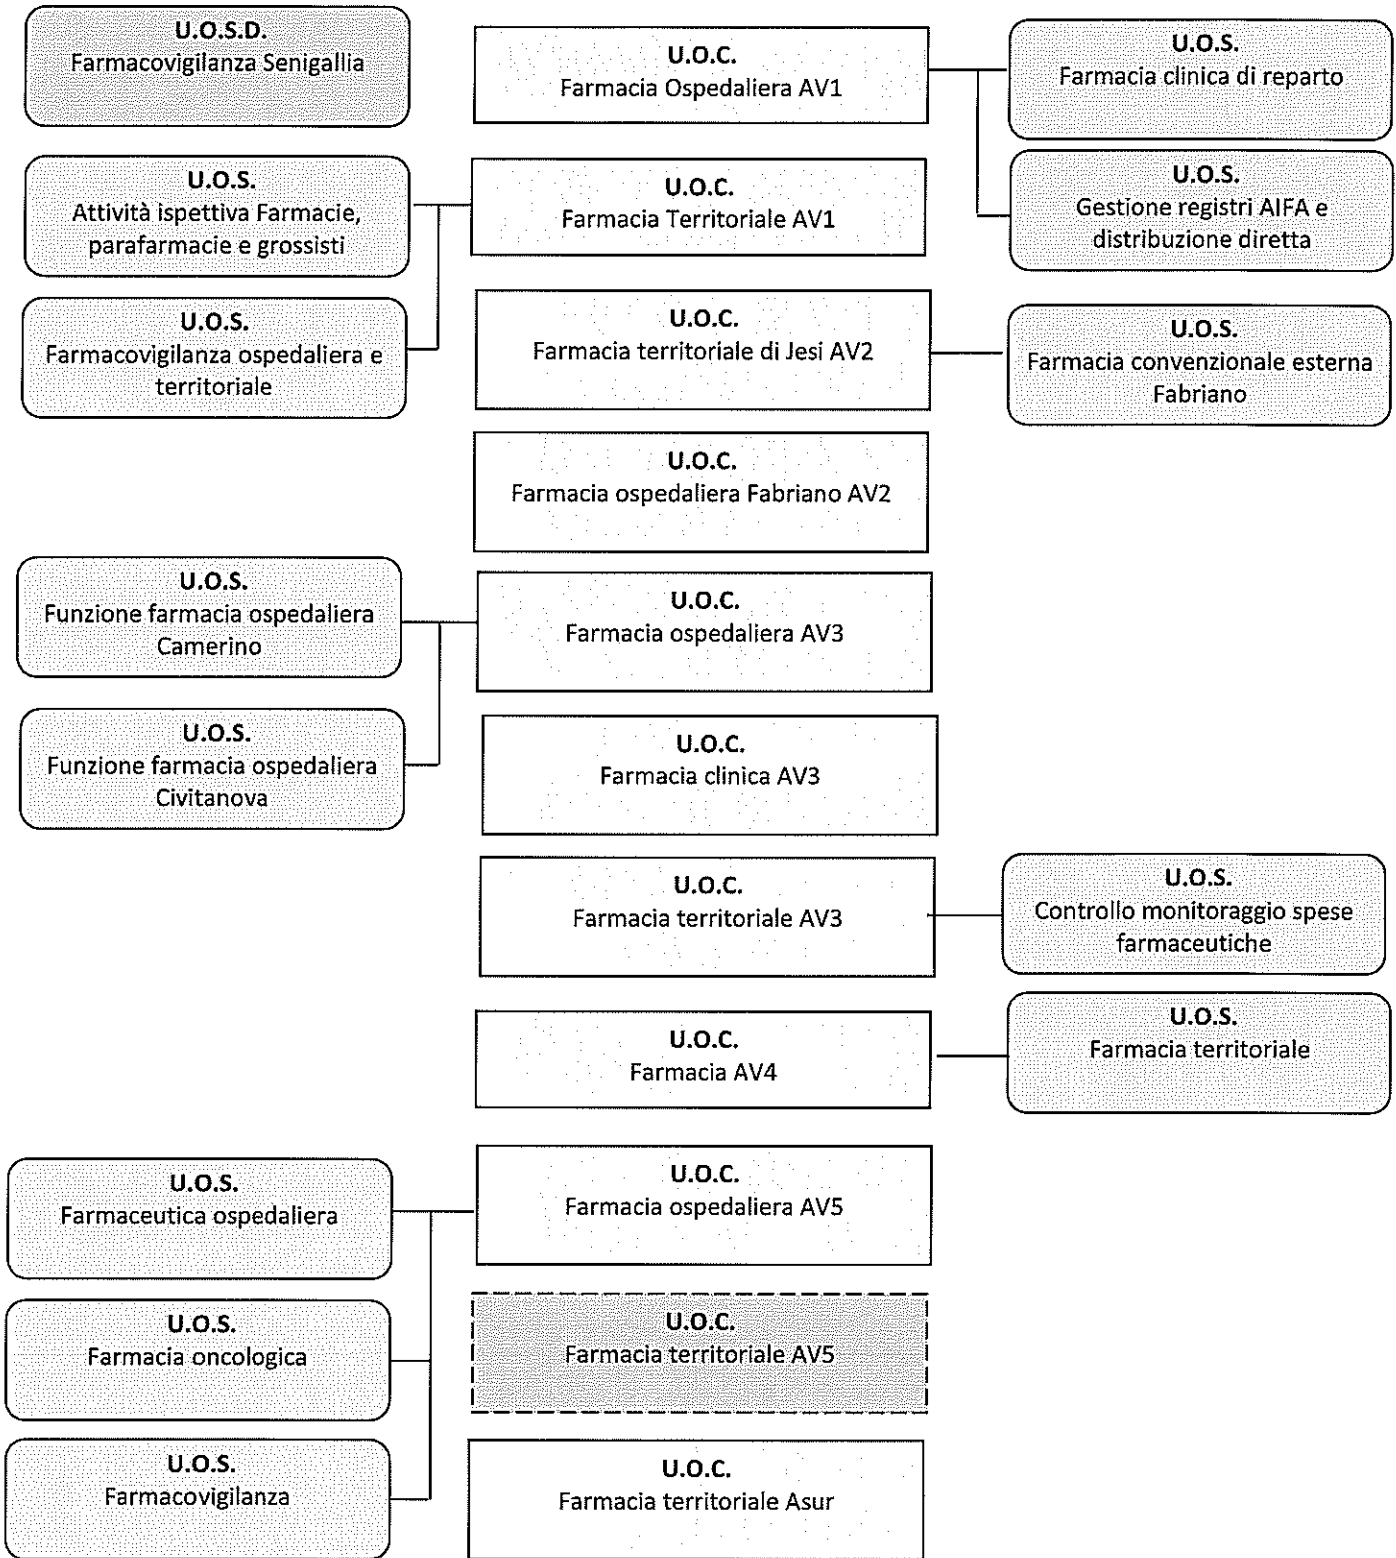 U.O.S.D.
Farmacovigilanza Senigallia
U.O.C.
Farmacia Ospedaliera AV1
U.O.S.
Farmacia clinica di reparto
U.O.S.
Attività ispettiva Farmacie,
parafarmacie e grossisti
U.O.C.
Farmacia Territoriale AV1
U.O.S.
Gestione registri AIFA e
distribuzione diretta
U.O.S.
Farmacovigilanza ospedaliera e
territoriale
U.O.C.
Farmacia territoriale di Jesi AV2
U.O.S.
Farmacia convenzionale esterna
Fabriano
U.O.C.
Farmacia ospedaliera Fabriano AV2
U.O.S.
Funzione farmacia ospedaliera
Camerino
U.O.C.
Farmacia ospedaliera AV3
U.O.S.
Funzione farmacia ospedaliera
Civitanova
U.O.C.
Farmacia clinica AV3
U.O.C.
Farmacia territoriale AV3
U.O.S.
Controllo monitoraggio spese
farmaceutiche
U.O.C.
Farmacia AV4
U.O.S.
Farmacia territoriale
U.O.S.
Farmaceutica ospedaliera
U.O.C.
Farmacia ospedaliera AV5
U.O.S.
Farmacia oncologica
U.O.C.
Farmacia territoriale AV5
U.O.S.
Farmacovigilanza
U.O.C.
Farmacia territoriale Asur